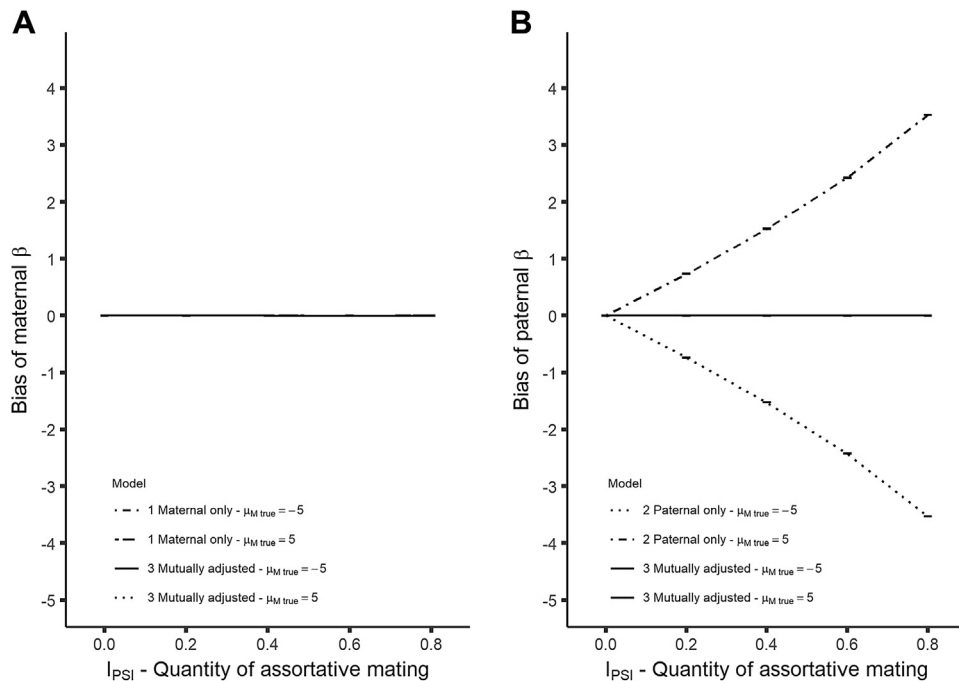 A
Bias of maternal β
4
3
2
1
0
-1
-2
-3
-4
-5
Model
1 Maternal only - μM true = −5
1 Maternal only - μM true = 5
3 Mutually adjusted - μM true = −5
3 Mutually adjusted - μM true = 5
0.0 0.2 0.4 0.6 0.8
IPSI - Quantity of assortative mating
B
Bias of paternal β
4
3
2
1
0
-1
-2
-3
-4
-5
Model
2 Paternal only - μM true = −5
2 Paternal only - μM true = 5
3 Mutually adjusted - μM true = −5
3 Mutually adjusted - μM true = 5
0.0 0.2 0.4 0.6 0.8
IPSI - Quantity of assortative mating